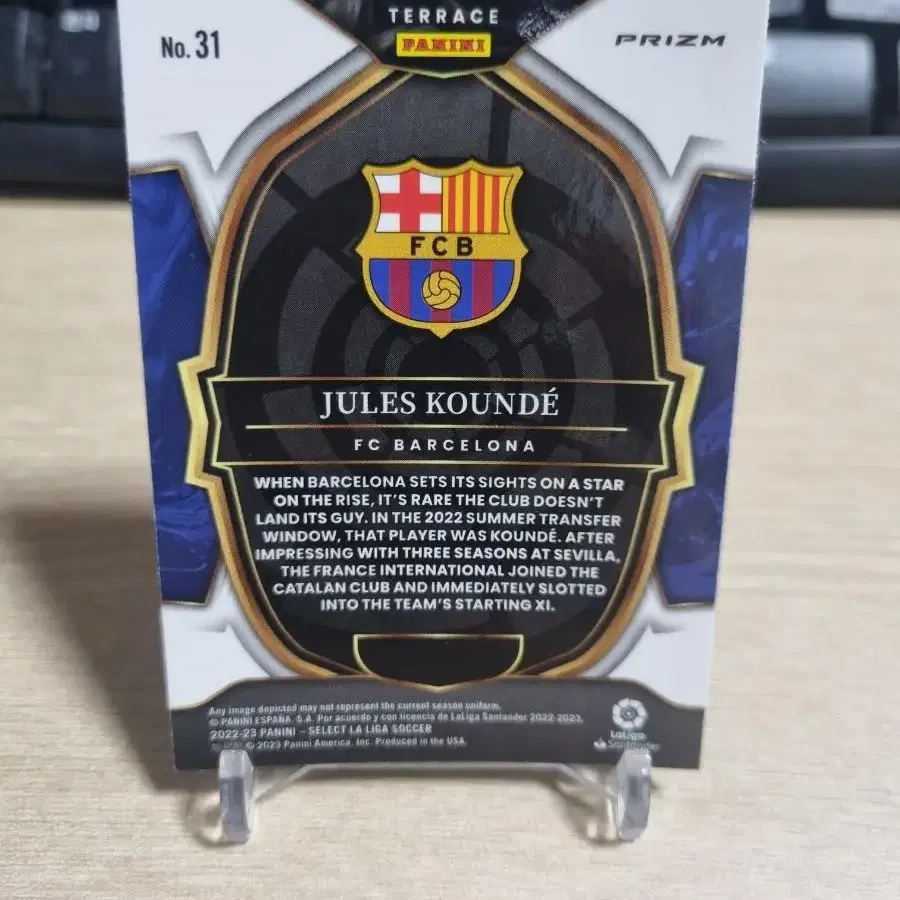 TERRACE
PANINI
No. 31
PRIZM
FCB
JULES KOUNDÉ
FC BARCELONA
WHEN BARCELONA SETS ITS SIGHTS ON A STAR
ON THE RISE, IT'S RARE THE CLUB DOESN'T
LAND ITS GUY. IN THE 2022 SUMMER TRANSFER
WINDOW, THAT PLAYER WAS KOUNDÉ. AFTER
IMPRESSING WITH THREE SEASONS AT SEVILLA,
THE FRANCE INTERNATIONAL JOINED THE
CATALAN CLUB AND IMMEDIATELY SLOTTED
INTO THE TEAM'S STARTING XI.
Any image depicted may not represent the current season uniform.
© PANINI ESPAÑA, S.A. Por acuerdo y con licencia de LaLiga Santander 2022-2023.
2022-23 PANINI – SELECT LA LIGA SOCCER
© 2023 Panini America, Inc. Produced in the USA.
LaLiga
Santander